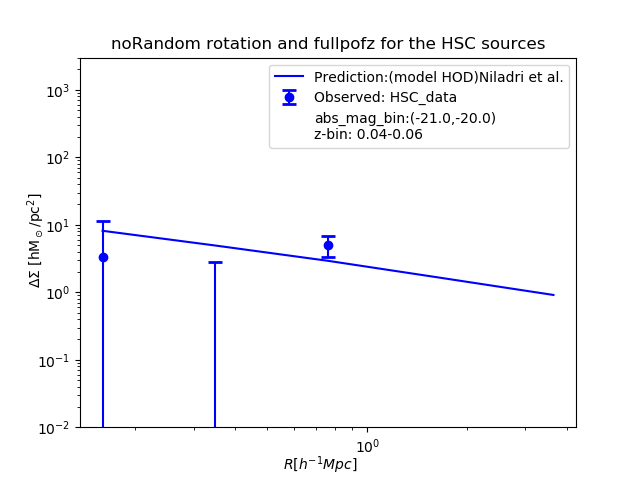 noRandom rotation and fullpofz for the HSC sources
Prediction:(model HOD)Niladri et al.
Observed: HSC_data
abs_mag_bin:(-21.0,-20.0)
z-bin: 0.04-0.06
ΔΣ [hM⊙/pc²]
10³
10²
10¹
10⁰
10⁻¹
10⁻²
10⁰
R[h⁻¹Mpc]